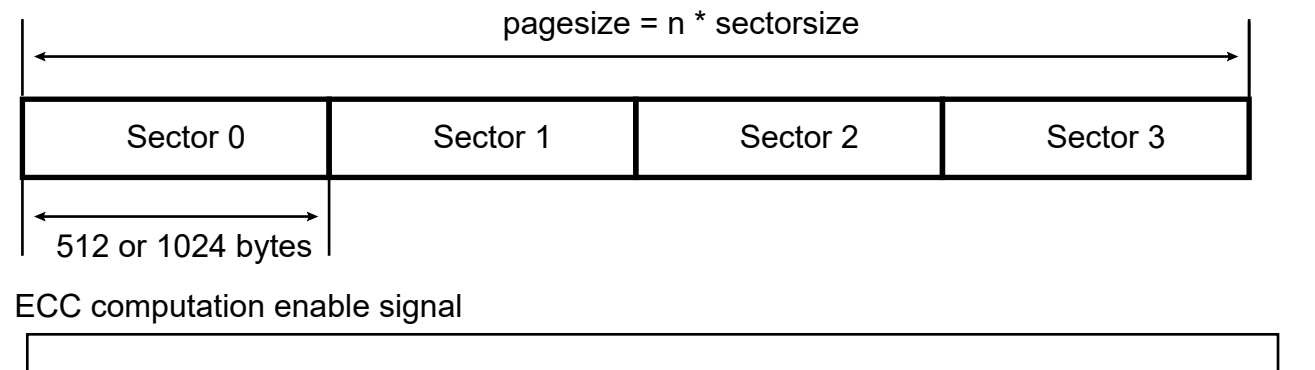 pagesize = n * sectorsize
Sector 0 Sector 1 Sector 2 Sector 3
512 or 1024 bytes
ECC computation enable signal